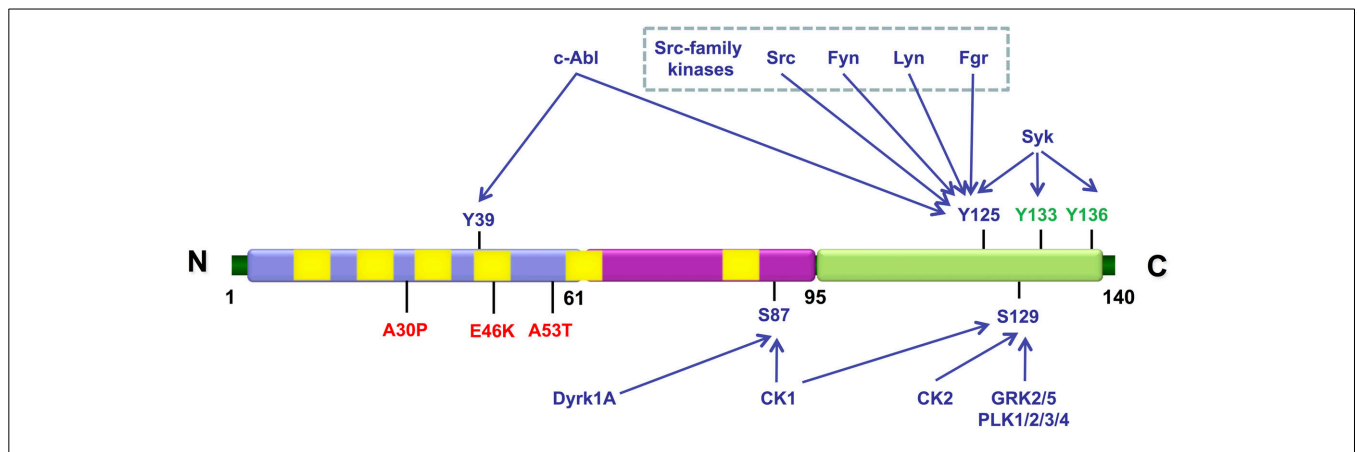 c-Abl
Src-family
kinases
Src
Fyn
Lyn
Fgr
Syk
Y39
Y125
Y133
Y136
N
C
1
61
95
140
A30P
E46K
A53T
S87
S129
Dyrk1A
CK1
CK2
GRK2/5
PLK1/2/3/4